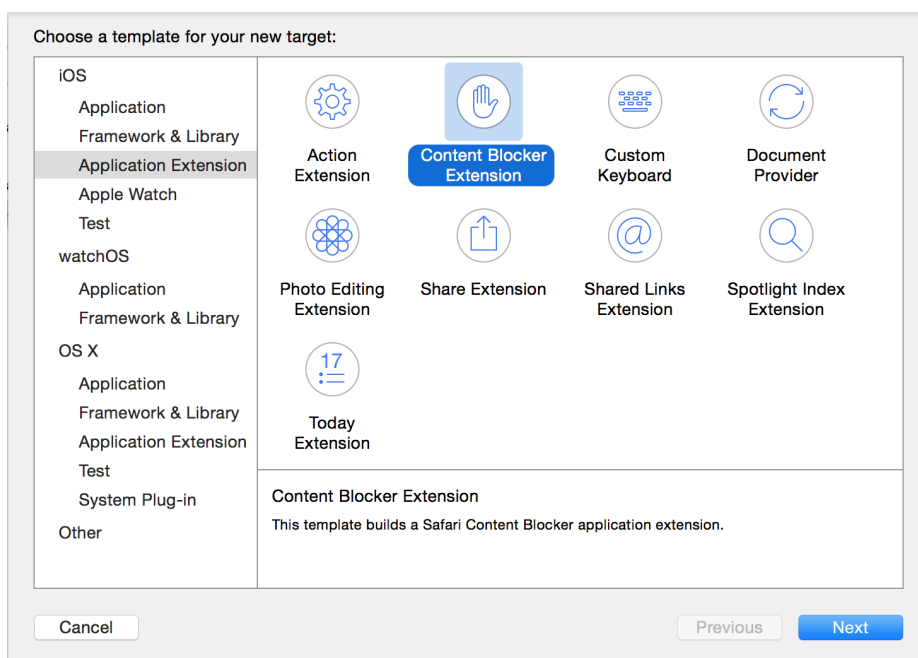 Choose a template for your new target:
iOS
Application
Framework & Library
Application Extension
Apple Watch
Test
watchOS
Application
Framework & Library
OS X
Application
Framework & Library
Application Extension
Test
System Plug-in
Other
Action
Extension
Content Blocker
Extension
Custom
Keyboard
Document
Provider
Photo Editing
Extension
Share Extension
@
Shared Links
Extension
Spotlight Index
Extension
17
Today
Extension
Content Blocker Extension
This template builds a Safari Content Blocker application extension.
Cancel
Previous
Next